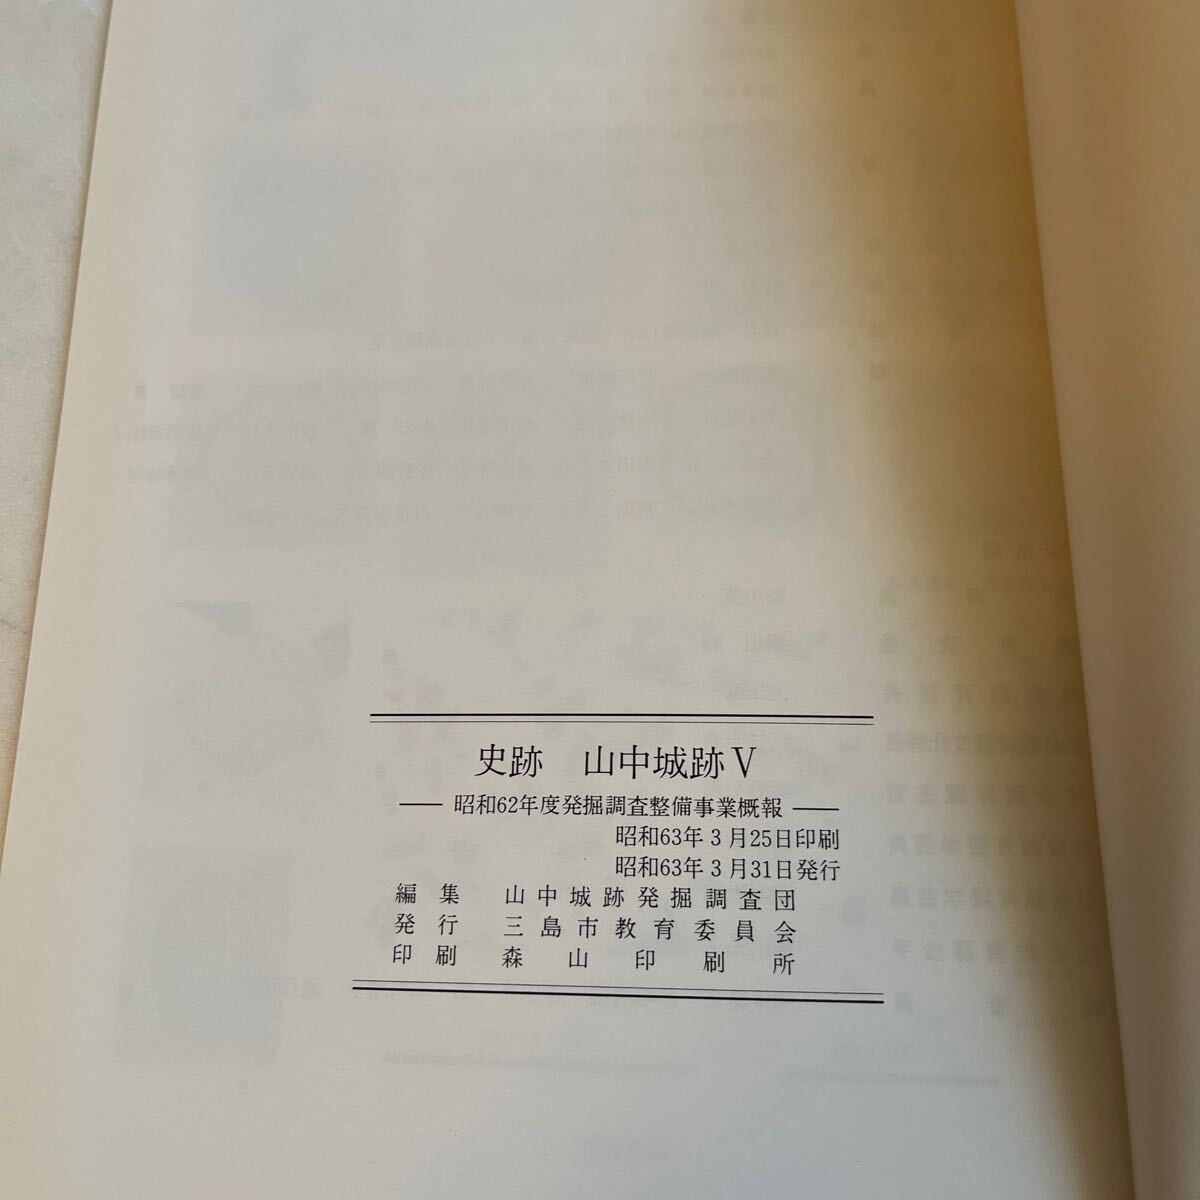 史跡　山中城跡Ⅴ
―― 昭和62年度発掘調査整備事業概報 ――
昭和63年 3 月25日印刷
昭和63年 3 月31日発行
編　集　山中城跡発掘調査団
発　行　三島市教育委員会
印　刷　森山印刷所